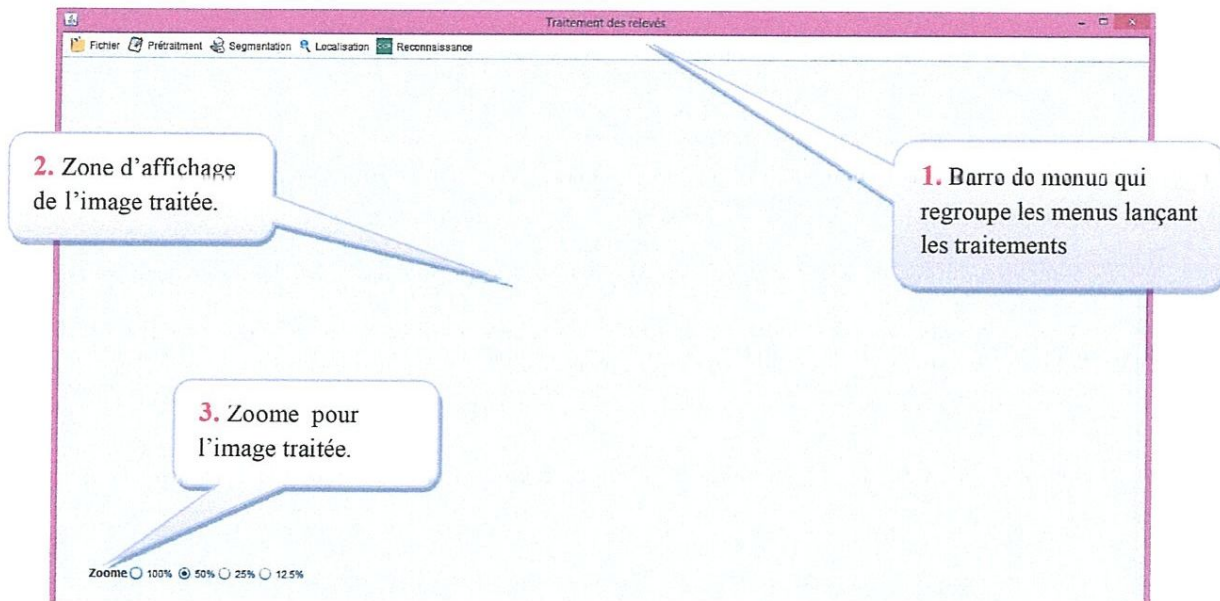 Traitement des relevés
Fichier Prétraitment Segmentation Localisation Reconnaissance
2. Zone d'affichage
de l'image traitée.
1. Barre de menus qui
regroupe les menus lançant
les traitements
3. Zoome pour
l'image traitée.
Zoome 100% 50% 25% 12.5%